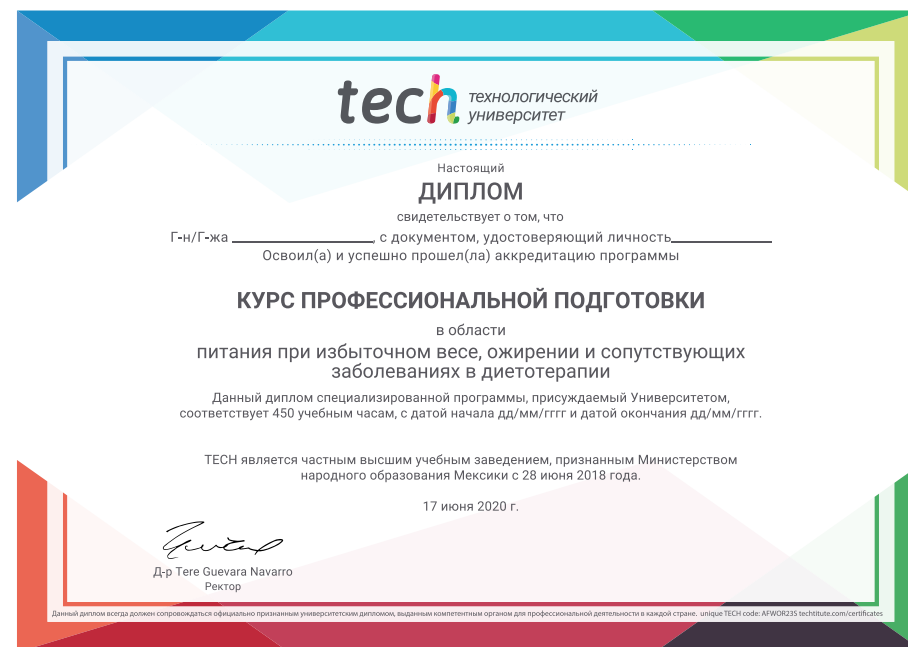 tech технологический
университет
Настоящий
ДИПЛОМ
свидетельствует о том, что
Г-н/Г-жа ________________, с документом, удостоверяющий личность____________
Освоил(а) и успешно прошел(ла) аккредитацию программы
КУРС ПРОФЕССИОНАЛЬНОЙ ПОДГОТОВКИ
в области
питания при избыточном весе, ожирении и сопутствующих
заболеваниях в диетотерапии
Данный диплом специализированной программы, присуждаемый Университетом,
соответствует 450 учебным часам, с датой начала дд/мм/гггг и датой окончания дд/мм/гггг.
TECH является частным высшим учебным заведением, признанным Министерством
народного образования Мексики с 28 июня 2018 года.
17 июня 2020 г.
Д-р Tere Guevara Navarro
Ректор
Данный диплом всегда должен сопровождаться официально признанным университетским дипломом, выданным компетентным органом для профессиональной деятельности в каждой стране. unique TECH code: AFWOR23S techtitute.com/certificates